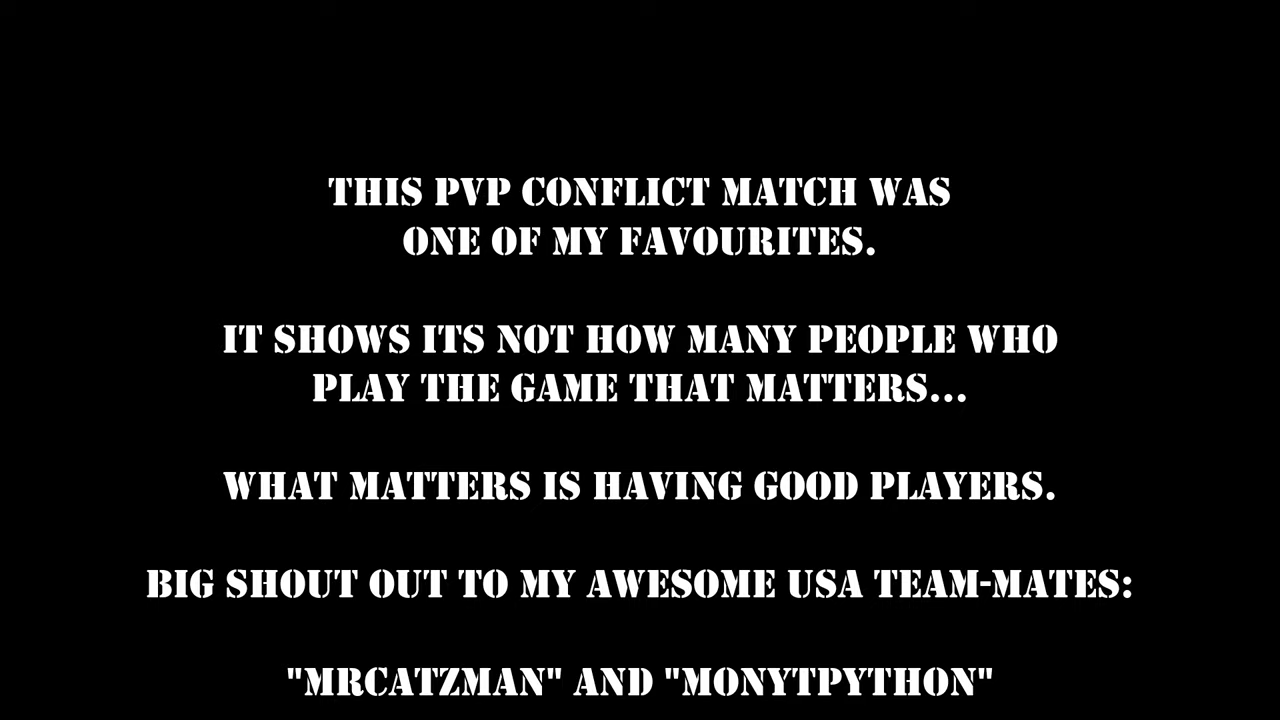 THIS PVP CONFLICT MATCH WAS
ONE OF MY FAVOURITES.
IT SHOWS ITS NOT HOW MANY PEOPLE WHO
PLAY THE GAME THAT MATTERS...
WHAT MATTERS IS HAVING GOOD PLAYERS.
BIG SHOUT OUT TO MY AWESOME USA TEAM-MATES:
"MRCATZMAN" AND "MONYTPYTHON"